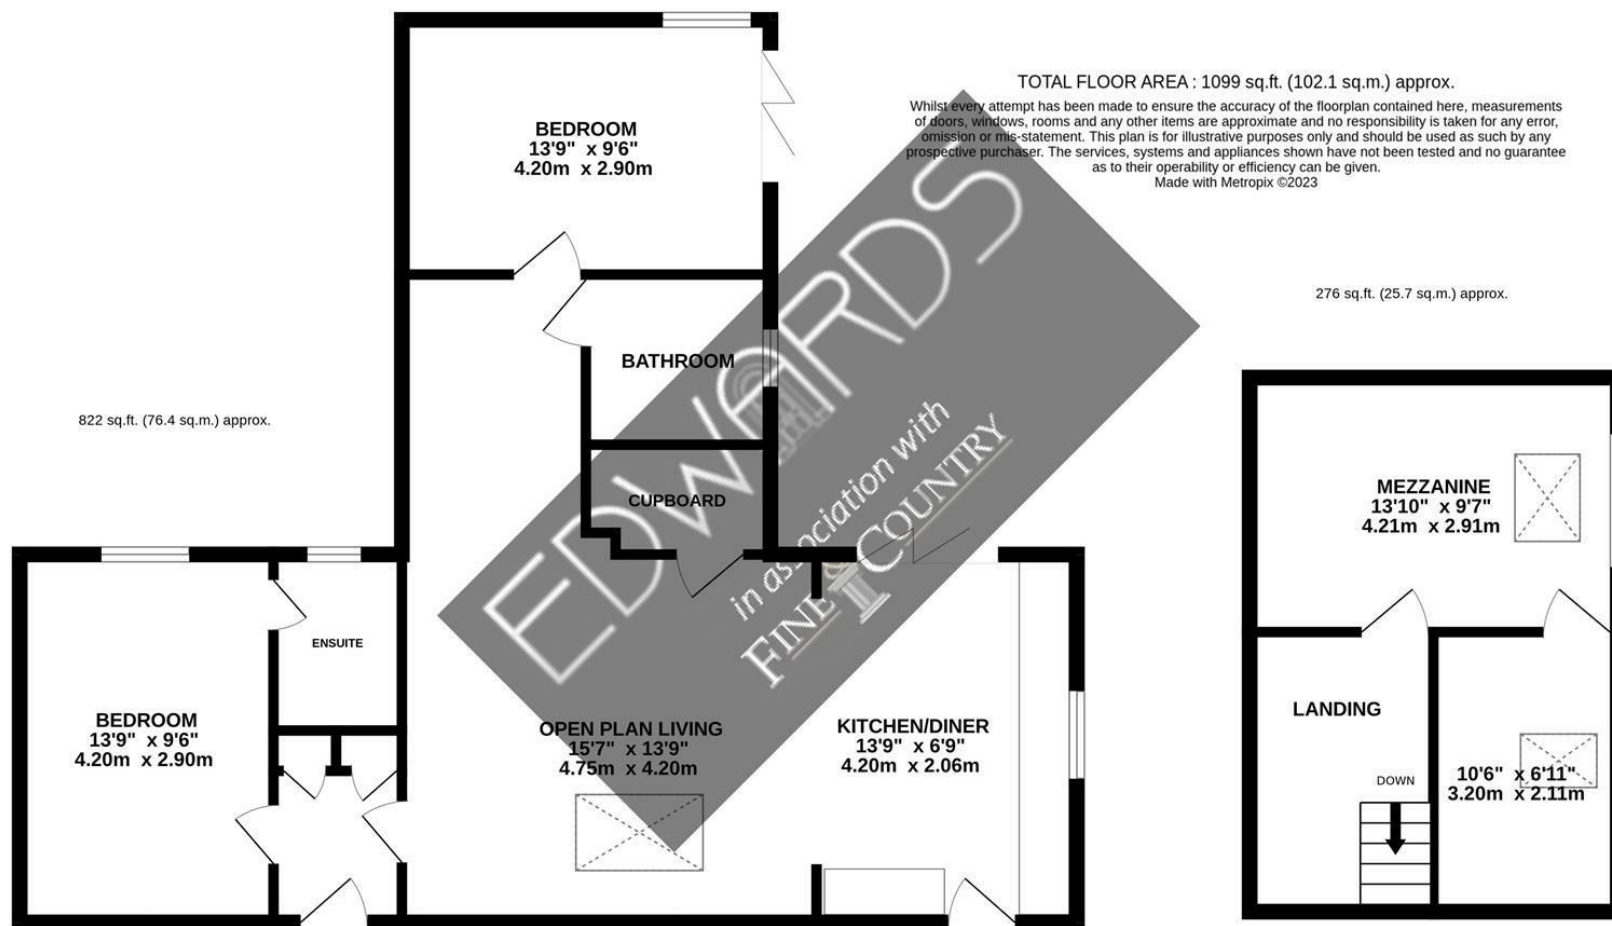 TOTAL FLOOR AREA : 1099 sq.ft. (102.1 sq.m.) approx.
Whilst every attempt has been made to ensure the accuracy of the floorplan contained here, measurements
of doors, windows, rooms and any other items are approximate and no responsibility is taken for any error,
omission or mis-statement. This plan is for illustrative purposes only and should be used as such by any
prospective purchaser. The services, systems and appliances shown have not been tested and no guarantee
as to their operability or efficiency can be given.
Made with Metropix ©2023
BEDROOM
13'9" x 9'6"
4.20m x 2.90m
276 sq.ft. (25.7 sq.m.) approx.
BATHROOM
822 sq.ft. (76.4 sq.m.) approx.
CUPBOARD
EDWARDS
in association with
FINE & COUNTRY
ENSUITE
BEDROOM
13'9" x 9'6"
4.20m x 2.90m
OPEN PLAN LIVING
15'7" x 13'9"
4.75m x 4.20m
KITCHEN/DINER
13'9" x 6'9"
4.20m x 2.06m
MEZZANINE
13'10" x 9'7"
4.21m x 2.91m
LANDING
DOWN
10'6" x 6'11"
3.20m x 2.11m